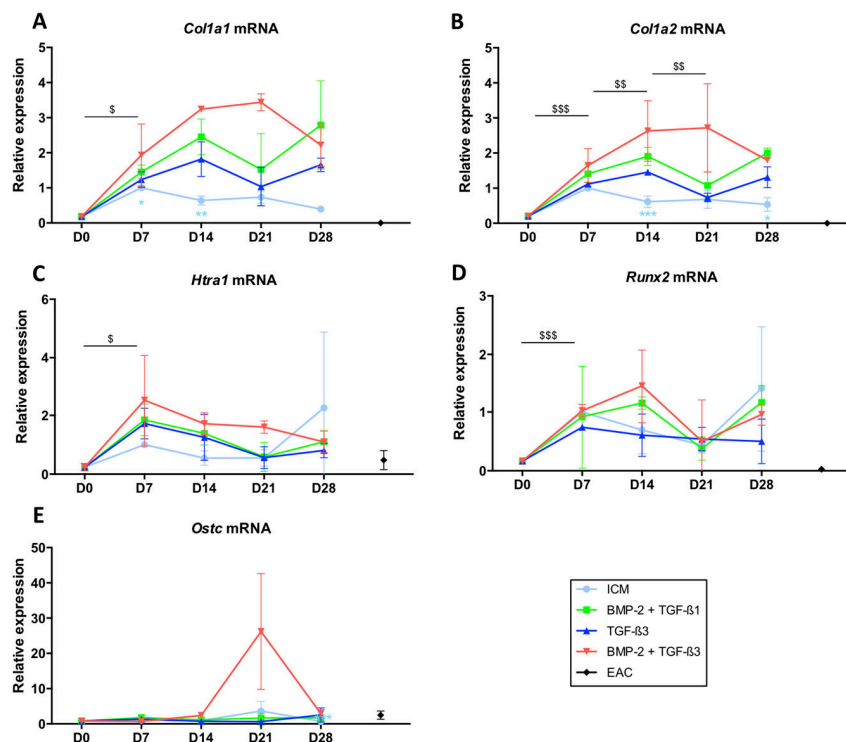 A
Col1a1 mRNA
Relative expression
5
4
3
2
1
0
$
*
**
D0 D7 D14 D21 D28
B
Col1a2 mRNA
Relative expression
5
4
3
2
1
0
$$$
$$
$$
***
*
D0 D7 D14 D21 D28
C
Htra1 mRNA
Relative expression
6
4
2
0
$
D0 D7 D14 D21 D28
D
Runx2 mRNA
Relative expression
3
2
1
0
$$$
D0 D7 D14 D21 D28
E
Ostc mRNA
Relative expression
50
40
30
20
10
0
D0 D7 D14 D21 D28
ICM
BMP-2 + TGF-ß1
TGF-ß3
BMP-2 + TGF-ß3
EAC